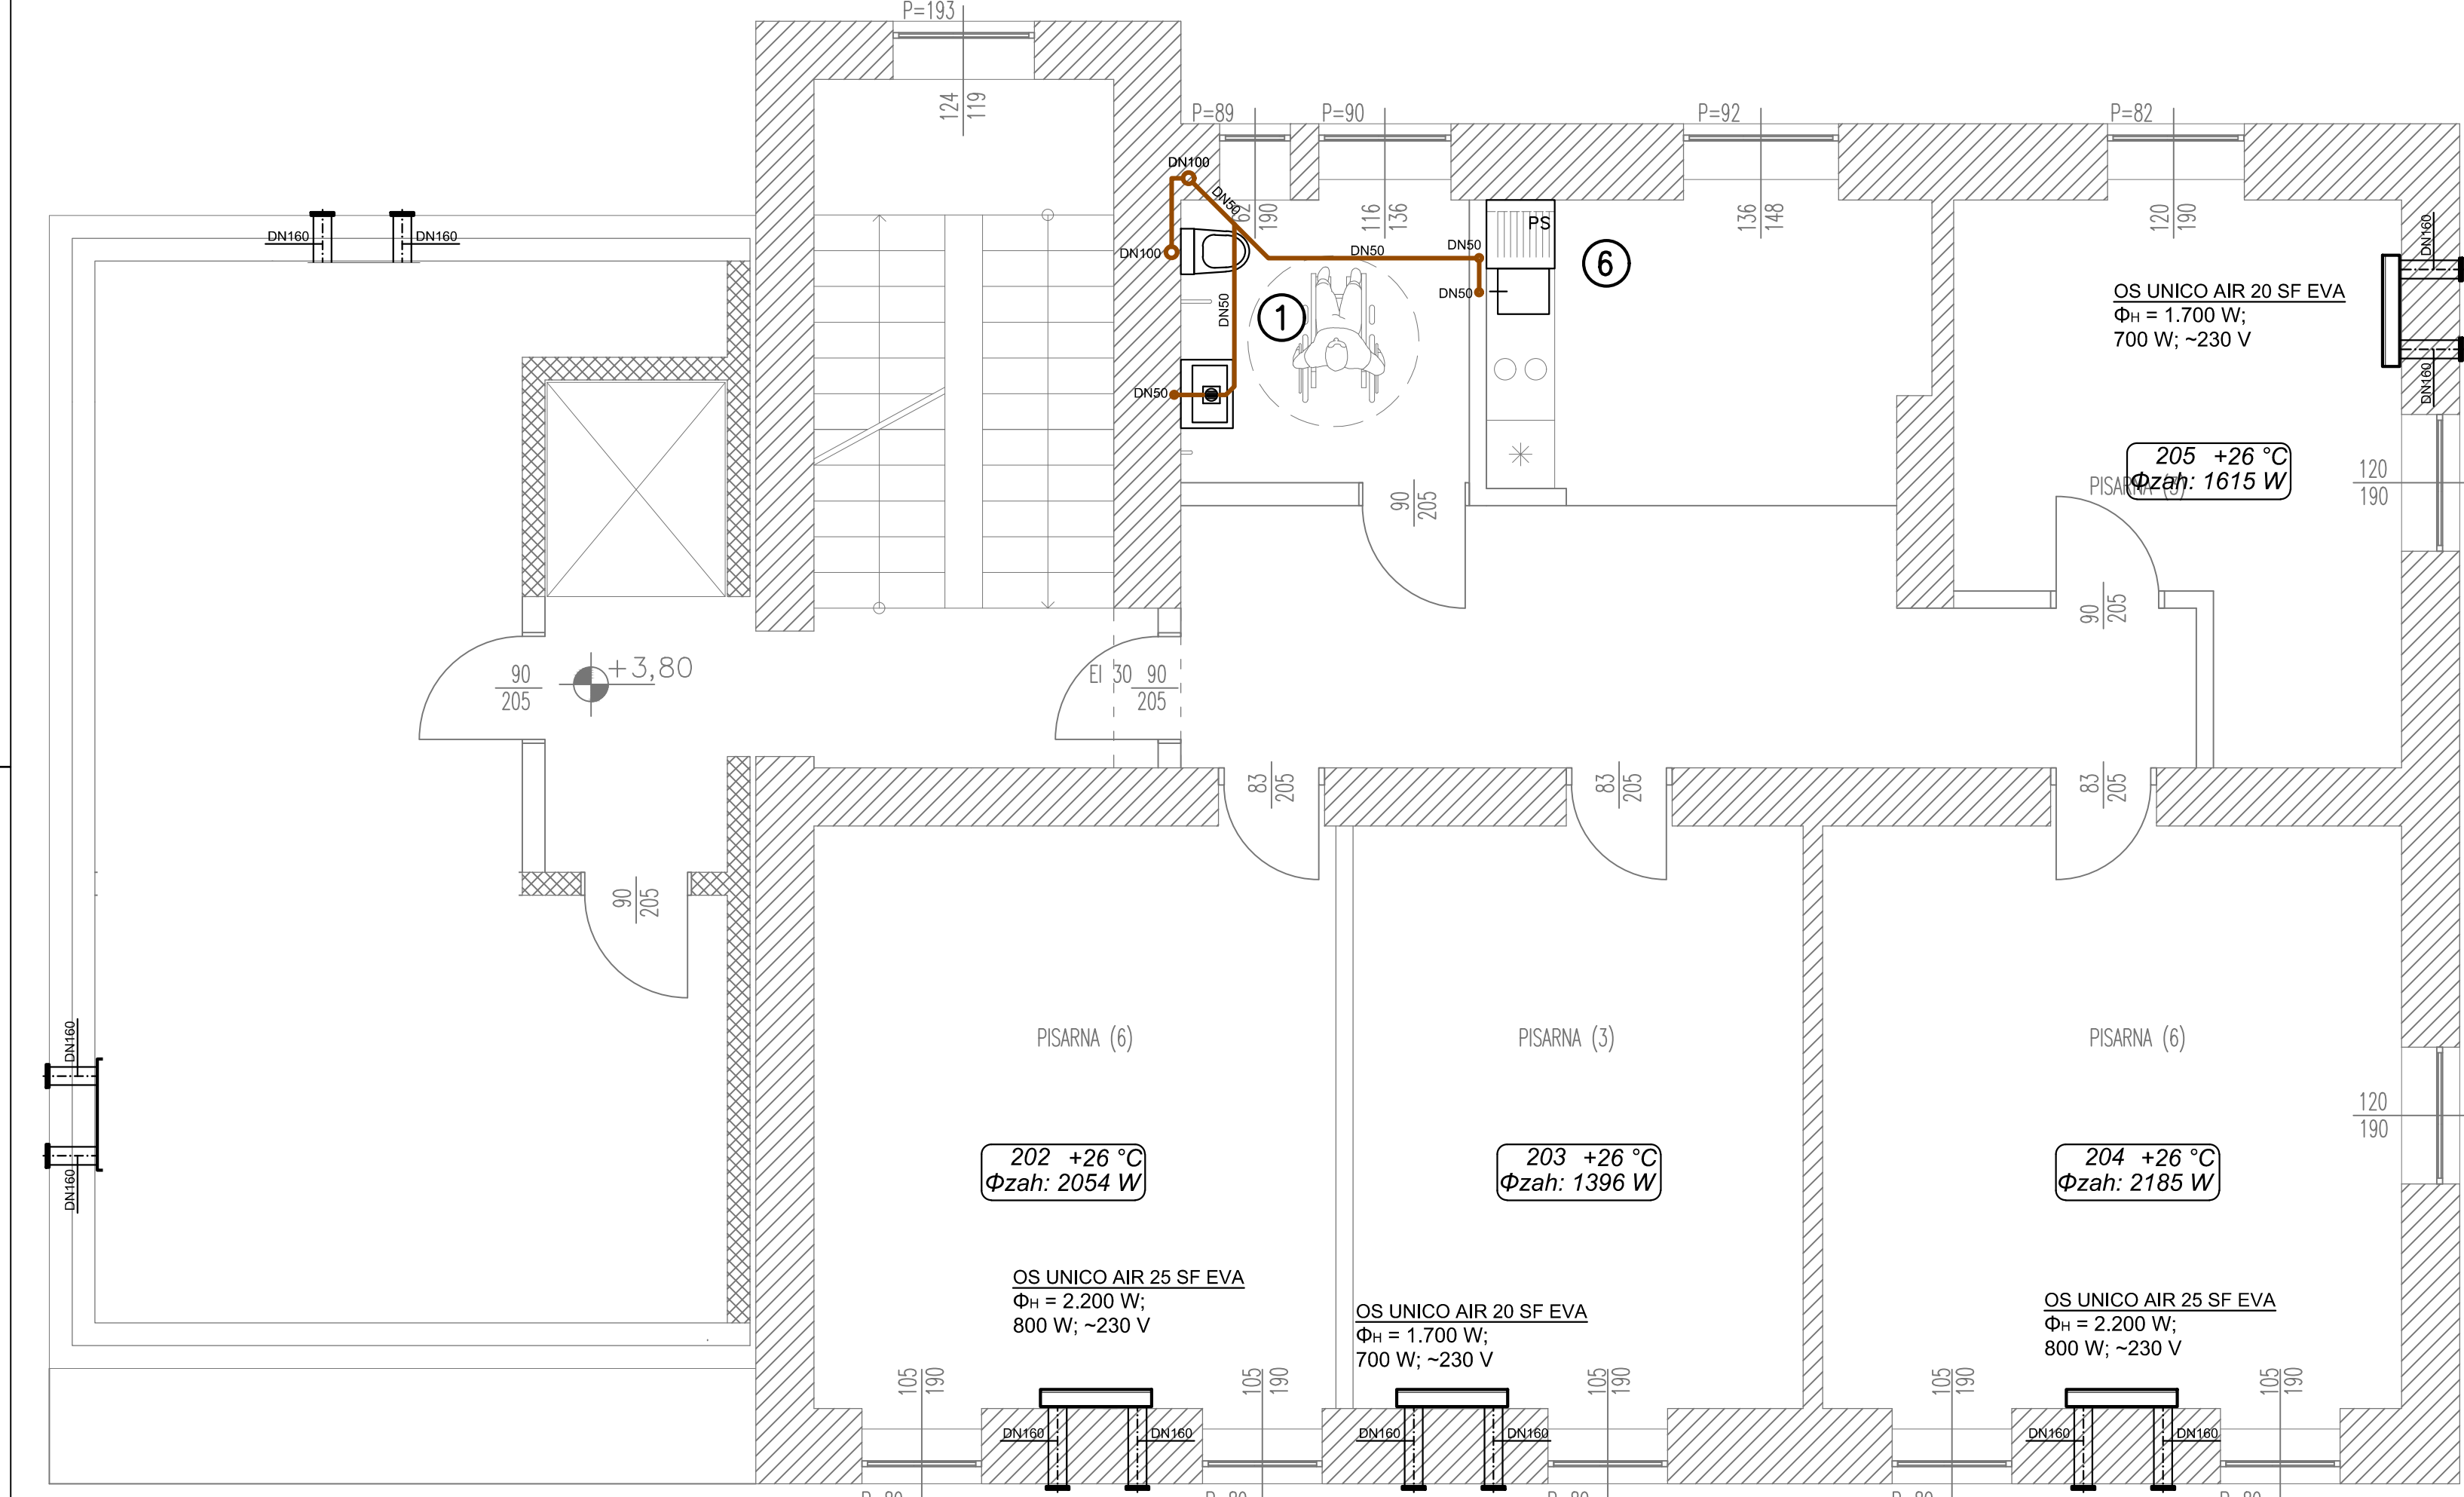 P=193
124
119
P=89
P=90
P=92
P=82
DN100
DN50
190
116
136
136
148
120
190
DN160
DN160
DN100
DN50
DN50
PS
6
DN160
DN50
DN50
1
OS UNICO AIR 20 SF EVA
ΦH = 1.700 W;
700 W; ~230 V
DN160
DN50
205 +26 °C
Φzah: 1615 W
120
190
90
205
90
205
90
205
+3,80
EI 30
90
205
83
205
83
205
83
205
90
205
PISARNA (6)
PISARNA (3)
PISARNA (6)
DN160
DN160
120
190
202 +26 °C
Φzah: 2054 W
203 +26 °C
Φzah: 1396 W
204 +26 °C
Φzah: 2185 W
OS UNICO AIR 25 SF EVA
ΦH = 2.200 W;
800 W; ~230 V
OS UNICO AIR 20 SF EVA
ΦH = 1.700 W;
700 W; ~230 V
OS UNICO AIR 25 SF EVA
ΦH = 2.200 W;
800 W; ~230 V
105
190
105
190
105
190
105
190
105
190
DN160
DN160
DN160
DN160
DN160
DN160